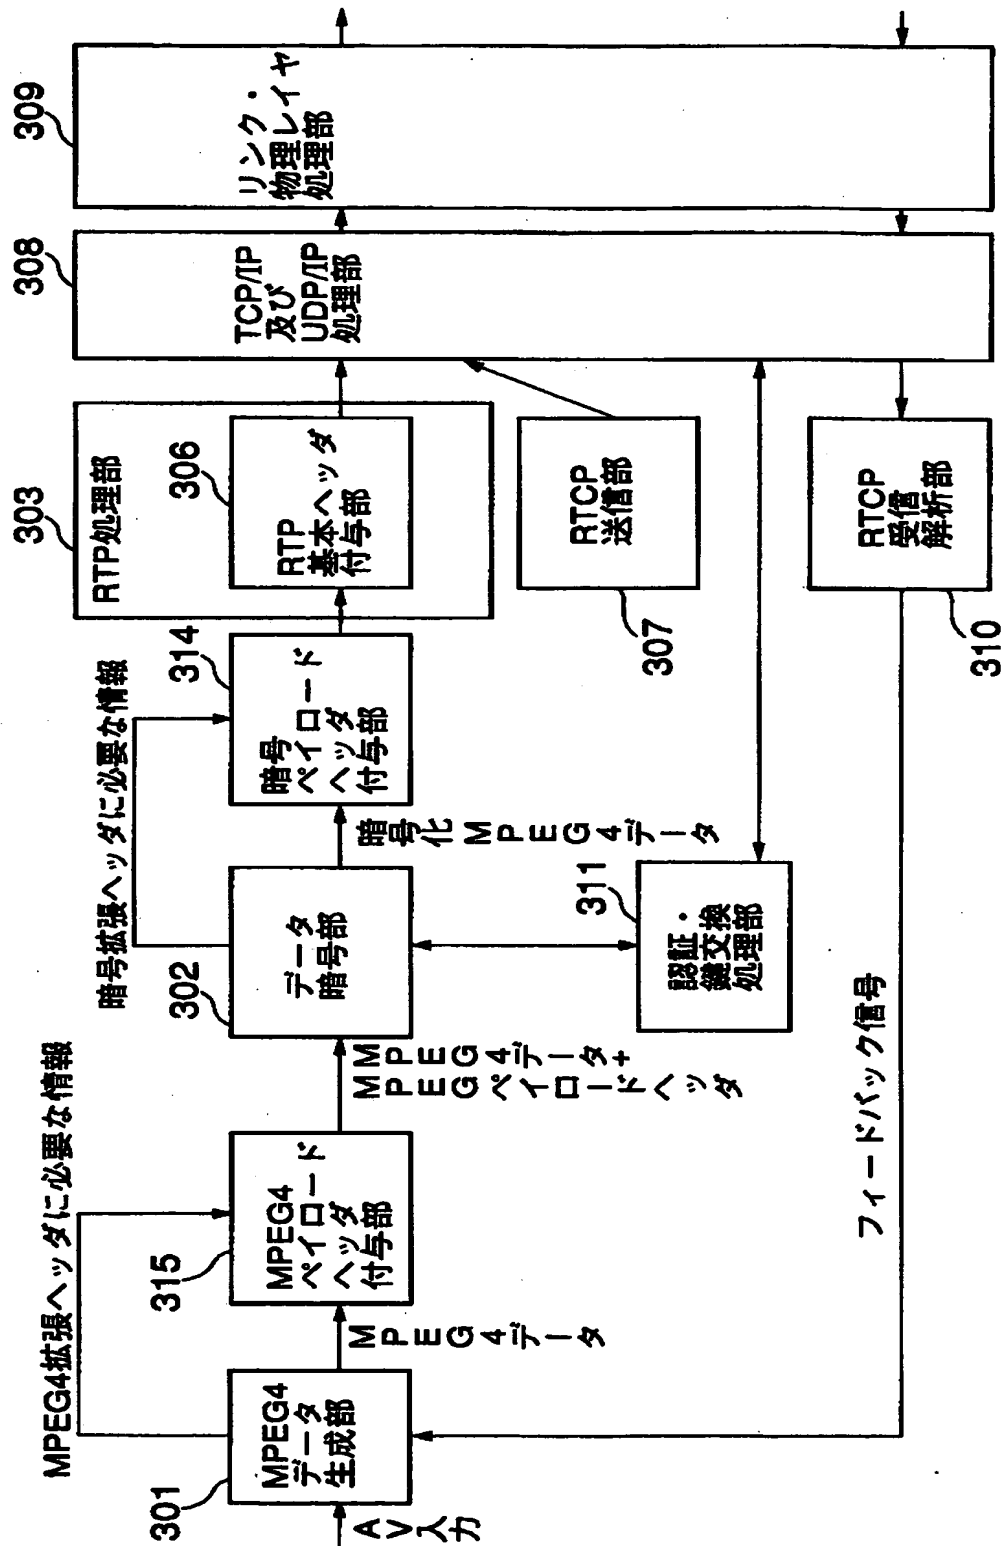 AV入力
301
MPEG4
データ
生成部
MPEG4拡張ヘッダに必要な情報
MPEG4データ
315
MPEG4
ペイロード
ヘッダ
付与部
MPEG4データ+
MPEGペイロードヘッダ
302
データ
暗号部
暗号拡張ヘッダに必要な情報
暗号化MPEG4データ
314
暗号
ペイロード
ヘッダ
付与部
303
RTP処理部
306
RTP
基本ヘッダ
付与部
308
TCP/IP
及び
UDP/IP
処理部
309
リンク・
物理レイヤ
処理部
311
認証・
鍵交換
処理部
307
RTCP
送信部
310
RTCP
受信
解析部
フィードバック信号